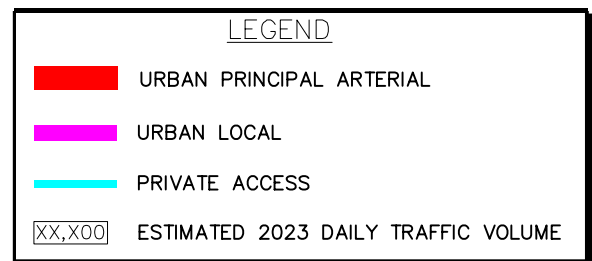 LEGEND
URBAN PRINCIPAL ARTERIAL
URBAN LOCAL
PRIVATE ACCESS
XX,X00 ESTIMATED 2023 DAILY TRAFFIC VOLUME